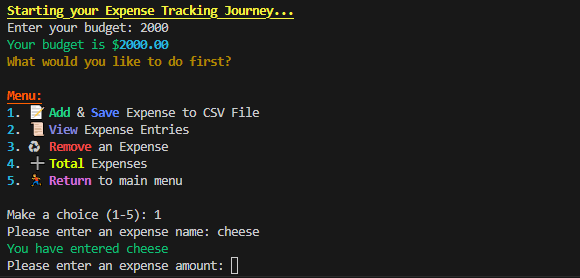 Starting your Expense Tracking Journey...
Enter your budget: 2000
Your budget is $2000.00
What would you like to do first?
Menu:
1. 📝 Add & Save Expense to CSV File
2. 📜 View Expense Entries
3. ♻ Remove an Expense
4. ➕ Total Expenses
5. 🏃 Return to main menu
Make a choice (1-5): 1
Please enter an expense name: cheese
You have entered cheese
Please enter an expense amount: